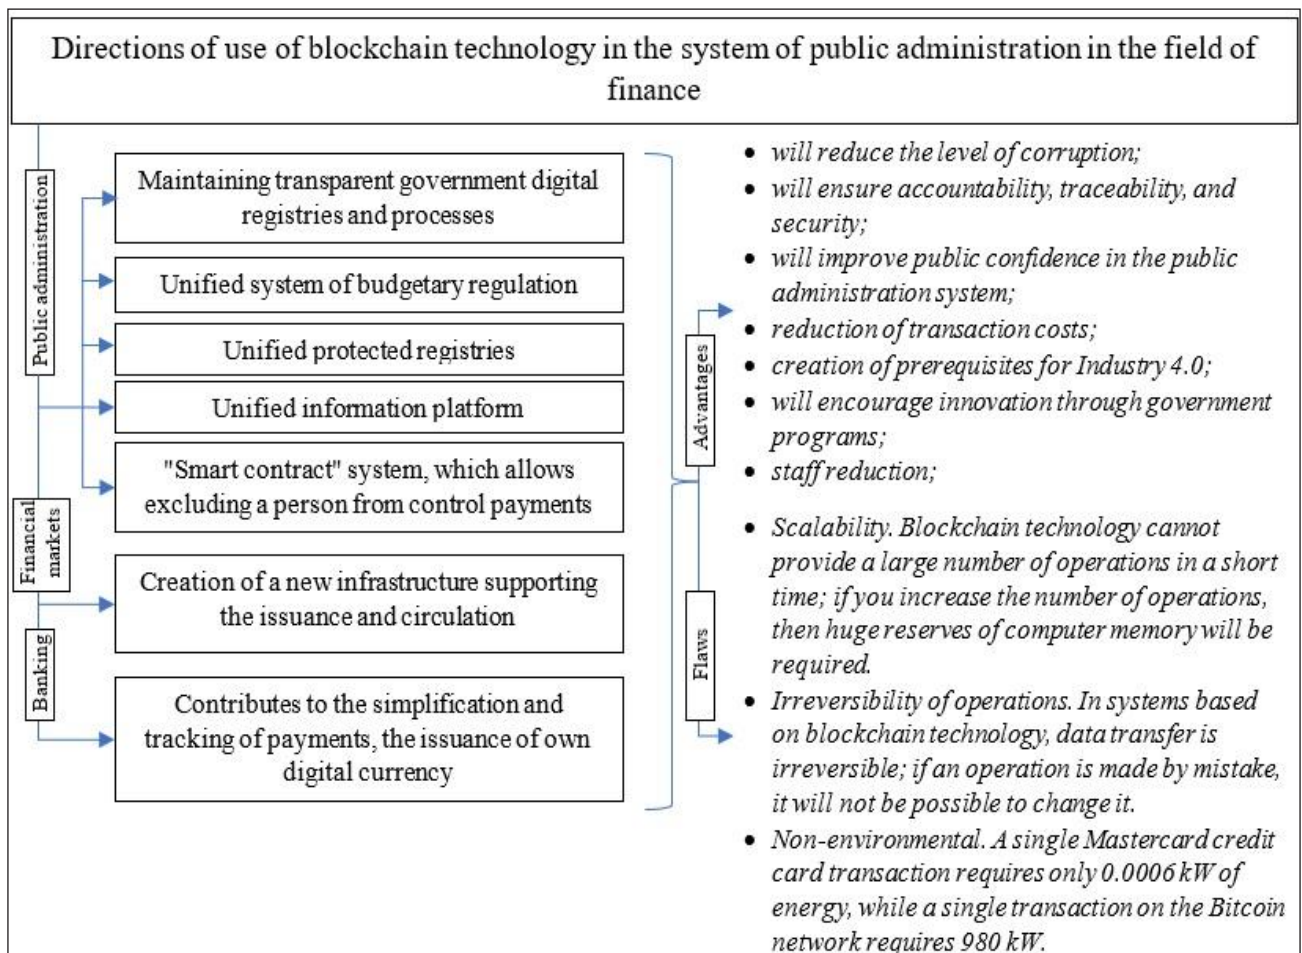 Directions of use of blockchain technology in the system of public administration in the field of
finance
Public administration
Maintaining transparent government digital
registries and processes
Unified system of budgetary regulation
Unified protected registries
Unified information platform
"Smart contract" system, which allows
excluding a person from control payments
Financial
markets
Creation of a new infrastructure supporting
the issuance and circulation
Banking
Contributes to the simplification and
tracking of payments, the issuance of own
digital currency
Advantages
• will reduce the level of corruption;
• will ensure accountability, traceability, and
security;
• will improve public confidence in the public
administration system;
• reduction of transaction costs;
• creation of prerequisites for Industry 4.0;
• will encourage innovation through government
programs;
• staff reduction;
Flaws
• Scalability. Blockchain technology cannot
provide a large number of operations in a short
time; if you increase the number of operations,
then huge reserves of computer memory will be
required.
• Irreversibility of operations. In systems based
on blockchain technology, data transfer is
irreversible; if an operation is made by mistake,
it will not be possible to change it.
• Non-environmental. A single Mastercard credit
card transaction requires only 0.0006 kW of
energy, while a single transaction on the Bitcoin
network requires 980 kW.